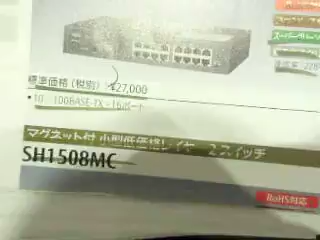 標準価格（税別） ¥27,000
・10 100BASE-TX・16ポート
マグネット付 小型低価格レイヤー2スイッチ
SH1508MC
RoHS対応